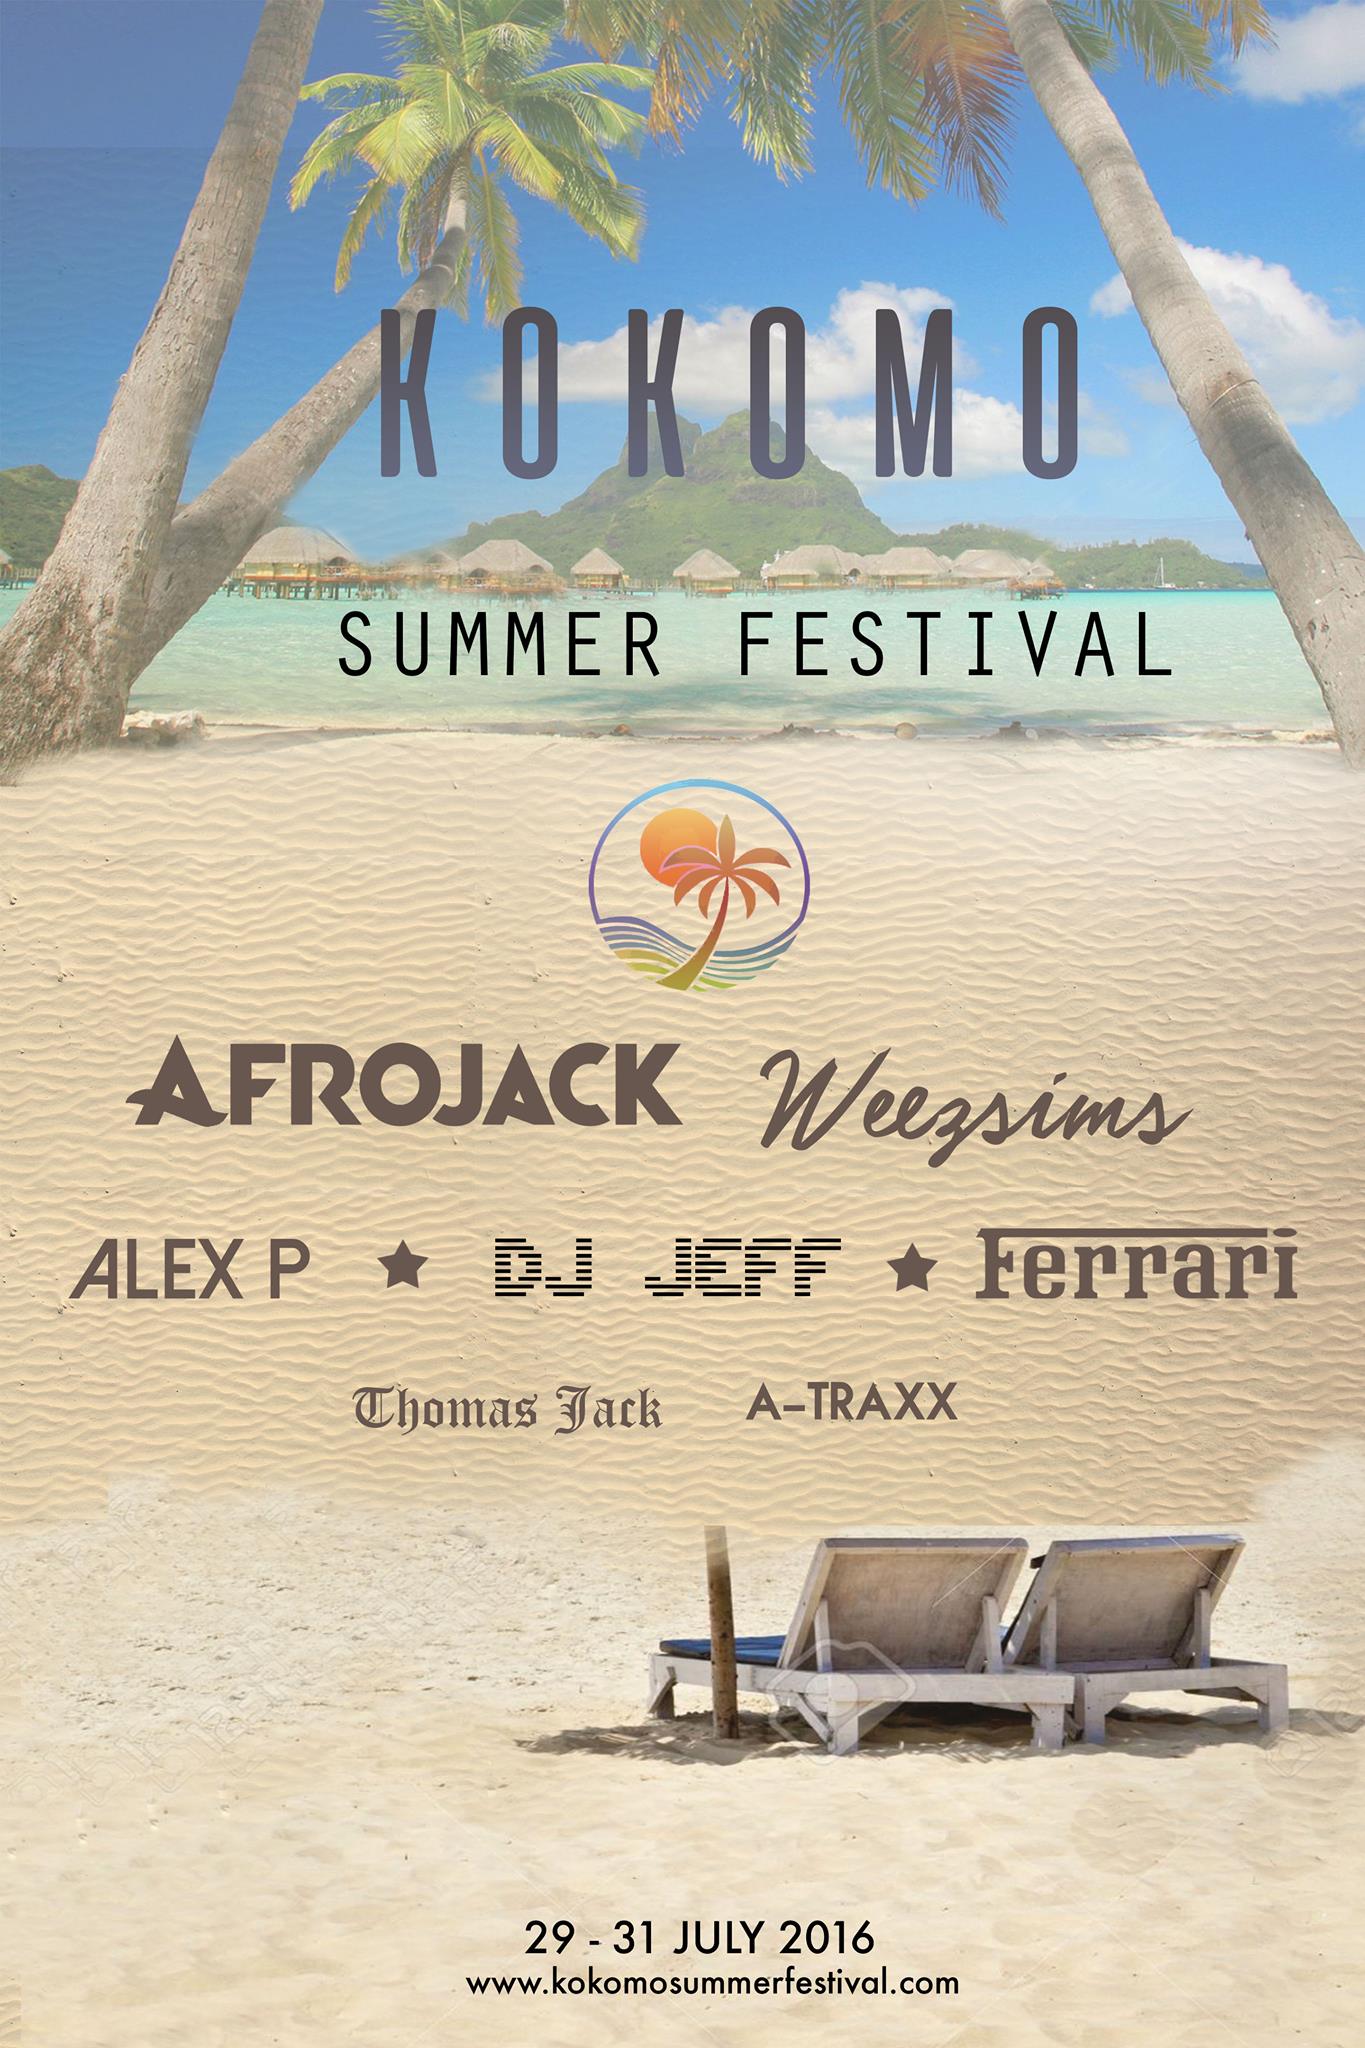 KOKOMO
SUMMER FESTIVAL
AFROJACK Weezsims
ALEX P ★ DJ JEFF ★ Ferrari
Thomas Jack A-TRAXX
29 - 31 JULY 2016
www.kokomosummerfestival.com